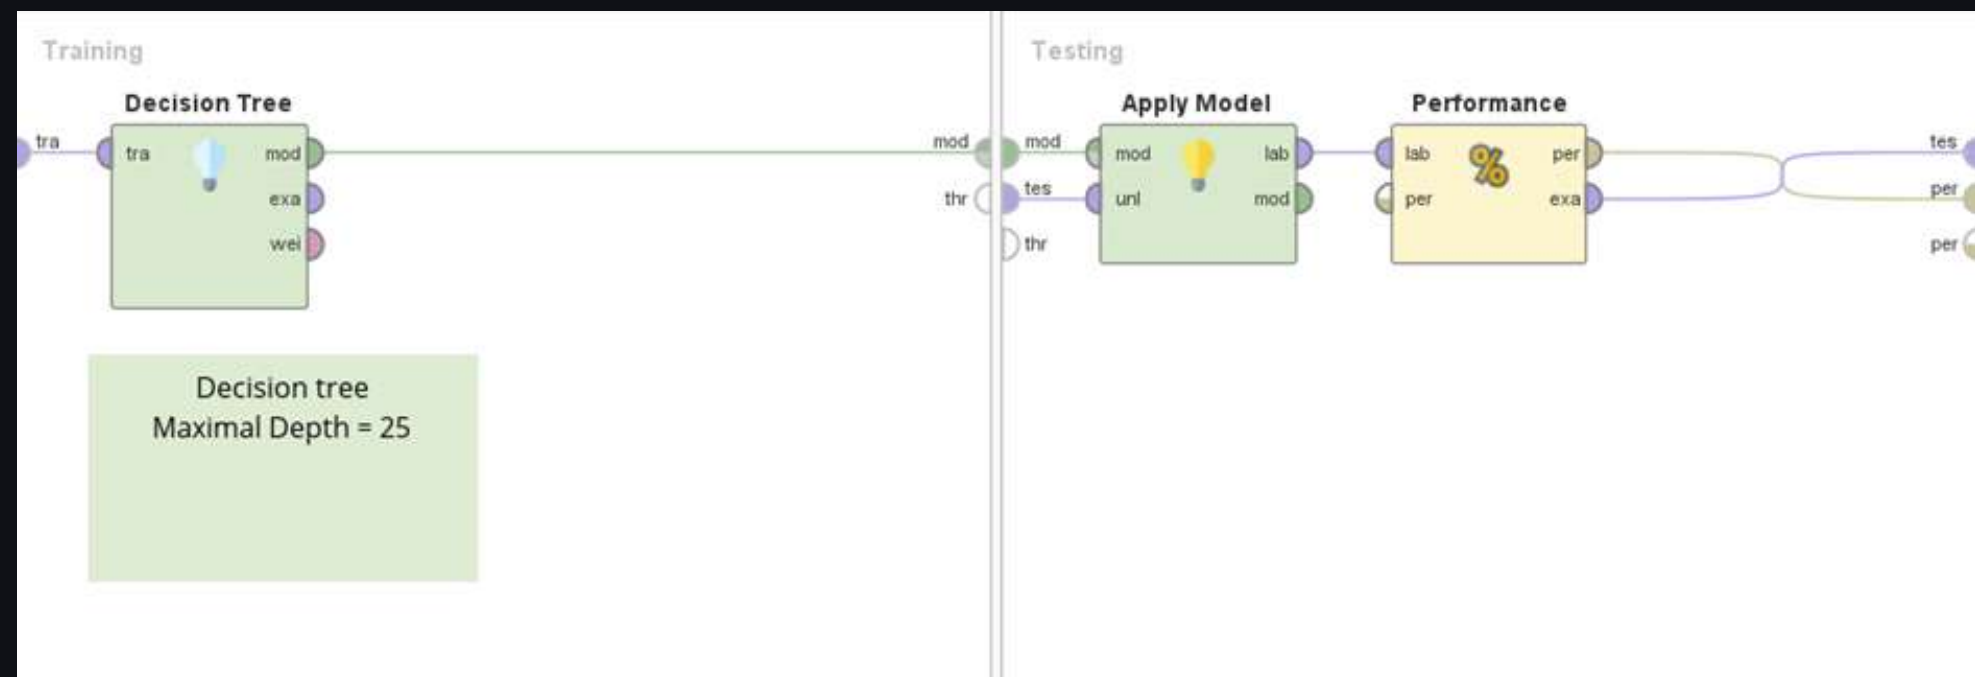 Training
Testing
Decision Tree
Apply Model
Performance
tra
tra
mod
exa
wei
mod
thr
mod
tes
thr
mod
unl
lab
mod
lab
per
per
exa
tes
per
per
Decision tree
Maximal Depth = 25
%